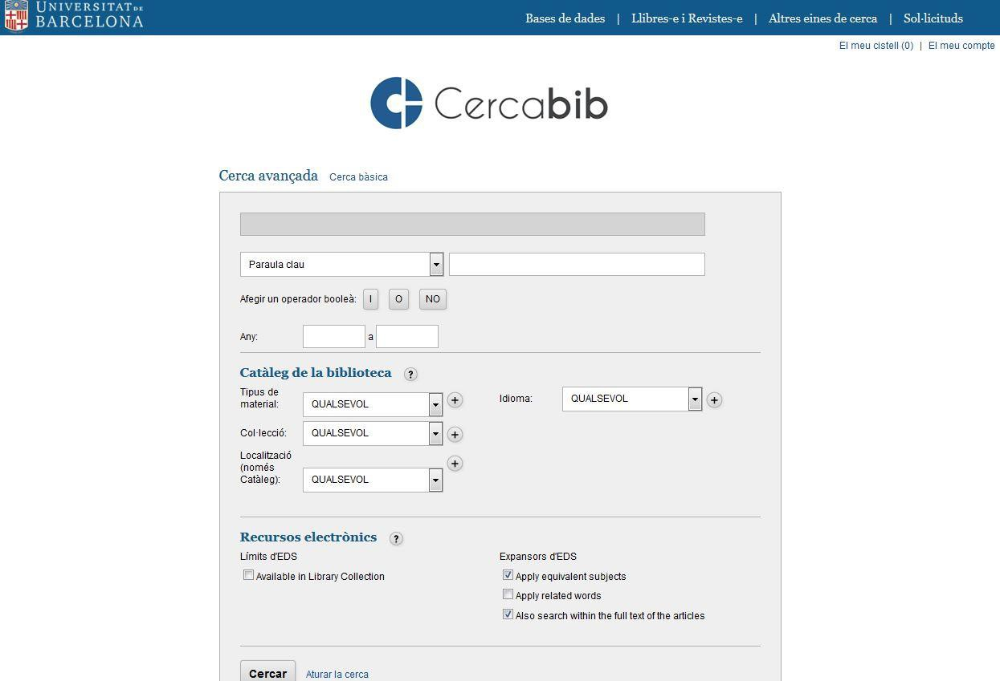 UNIVERSITAT DE
BARCELONA
Bases de dades | Llibres-e i Revistes-e | Altres eines de cerca | Sol·licituds
El meu cistell (0) | El meu compte
Cercabib
Cerca avançada Cerca bàsica
Paraula clau
Afegir un operador booleà: I O NO
Any: a
Catàleg de la biblioteca ?
Tipus de
material: QUALSEVOL + Idioma: QUALSEVOL +
Col·lecció: QUALSEVOL +
Localització
(només
Catàleg): QUALSEVOL +
Recursos electrònics ?
Límits d'EDS Expansors d'EDS
Available in Library Collection Apply equivalent subjects
Apply related words
Also search within the full text of the articles
Cercar Aturar la cerca